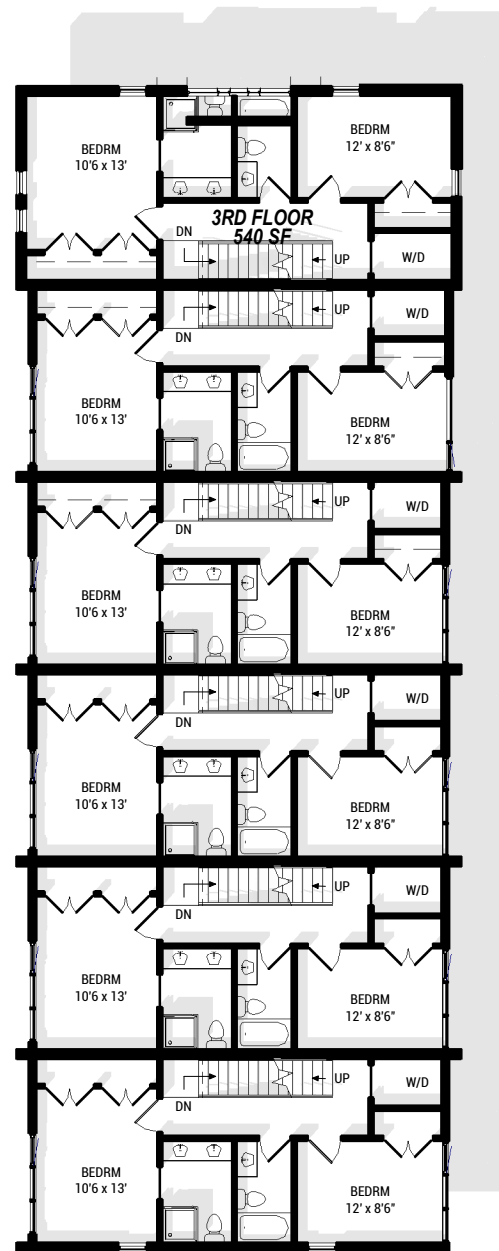 BEDRM
10'6 x 13'
BEDRM
12' x 8'6"
3RD FLOOR
540 SF
DN
UP
W/D
UP
W/D
DN
BEDRM
10'6 x 13'
BEDRM
12' x 8'6"
UP
W/D
DN
BEDRM
10'6 x 13'
BEDRM
12' x 8'6"
UP
W/D
DN
BEDRM
10'6 x 13'
BEDRM
12' x 8'6"
UP
W/D
DN
BEDRM
10'6 x 13'
BEDRM
12' x 8'6"
UP
W/D
DN
BEDRM
10'6 x 13'
BEDRM
12' x 8'6"